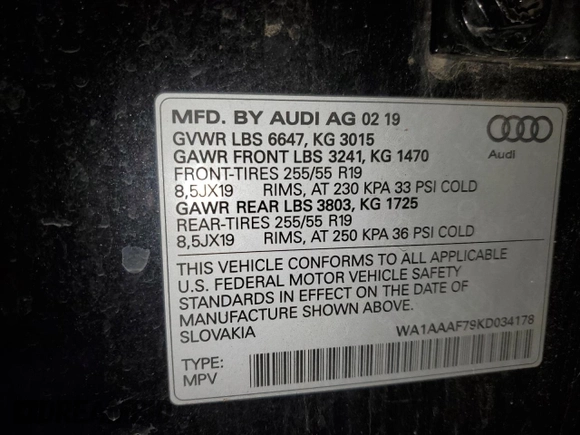 MFD. BY AUDI AG 02 19
GVWR LBS 6647, KG 3015
GAWR FRONT LBS 3241, KG 1470
FRONT-TIRES 255/55 R19
8,5JX19 RIMS, AT 230 KPA 33 PSI COLD
GAWR REAR LBS 3803, KG 1725
REAR-TIRES 255/55 R19
8,5JX19 RIMS, AT 250 KPA 36 PSI COLD
Audi
THIS VEHICLE CONFORMS TO ALL APPLICABLE
U.S. FEDERAL MOTOR VEHICLE SAFETY
STANDARDS IN EFFECT ON THE DATE OF
MANUFACTURE SHOWN ABOVE.
SLOVAKIA
WA1AAAF79KD034178
TYPE:
MPV